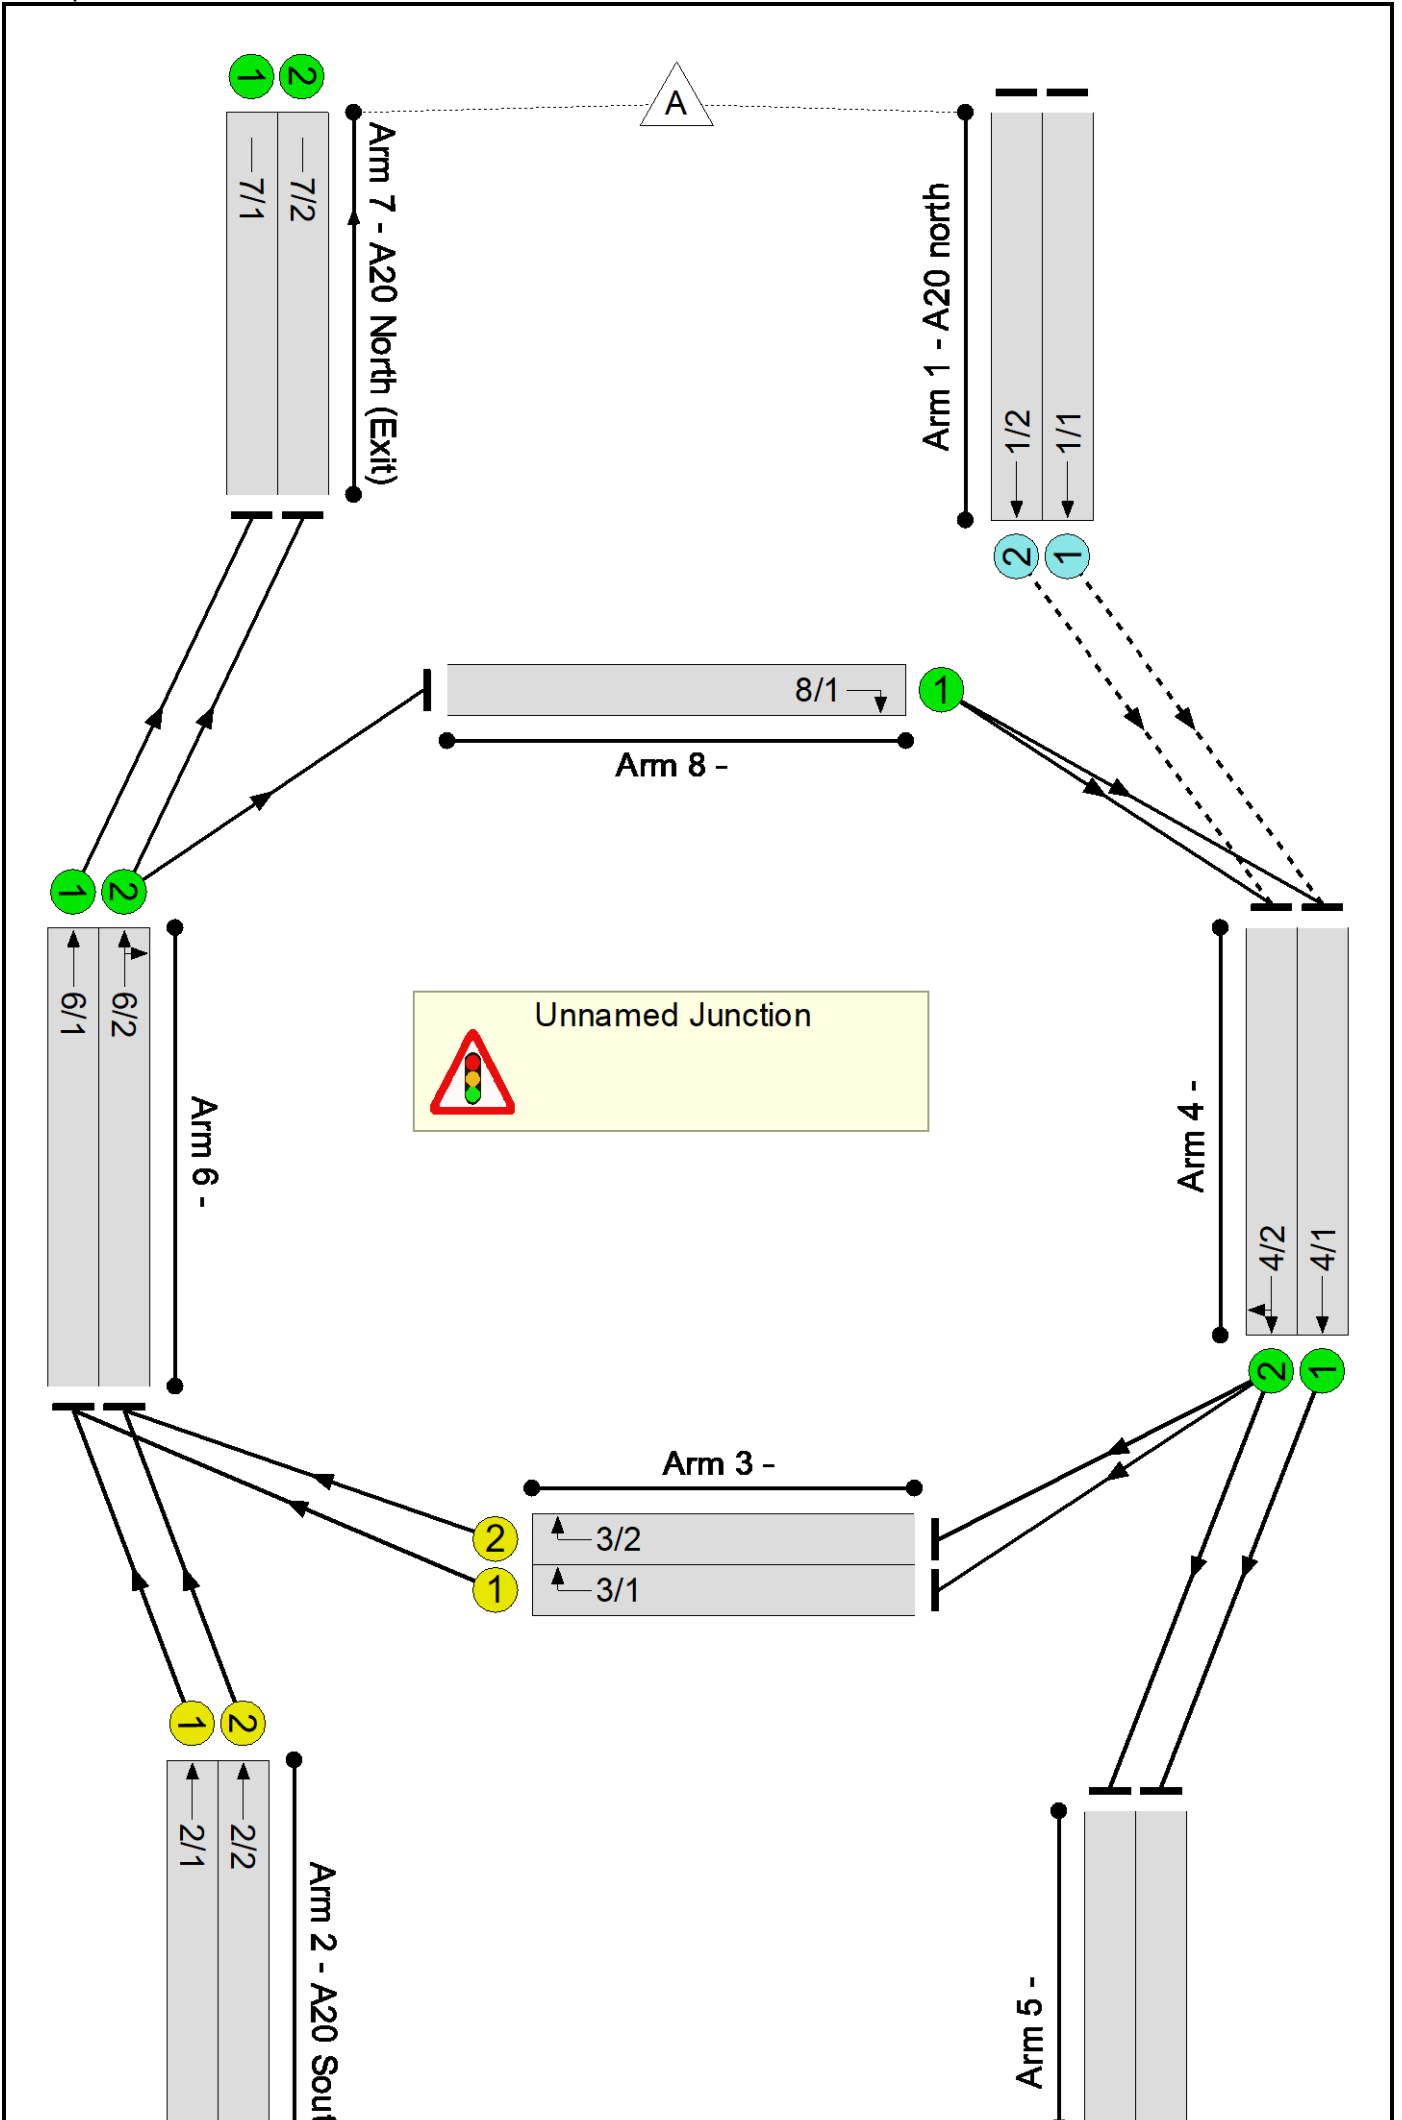 1 2
A
7/1 7/2
Arm 7 - A20 North (Exit)
Arm 1 - A20 north
1/2 1/1
2 1
8/1
1
Arm 8 -
1 2
6/1 6/2
Arm 6 -
Unnamed Junction
Arm 4 -
4/2 4/1
2 1
Arm 3 -
2
3/2
1
3/1
1 2
2/1 2/2
Arm 2 - A20 Sout
Arm 5 -